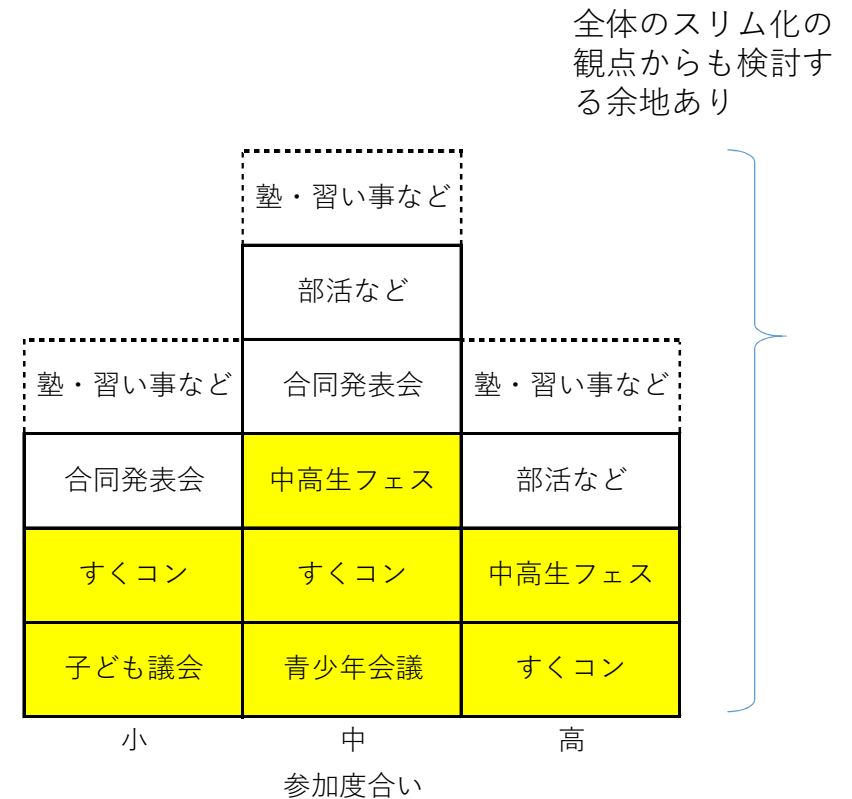 全体のスリム化の
観点からも検討す
る余地あり
塾・習い事など
部活など
塾・習い事など 合同発表会 塾・習い事など
合同発表会 中高生フェス 部活など
すくコン すくコン 中高生フェス
子ども議会 青少年会議 すくコン
小 中 高
参加度合い